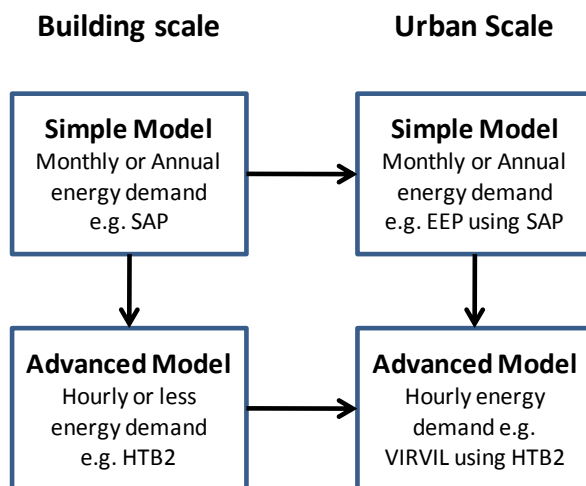 Building scale
Urban Scale
Simple Model
Monthly or Annual
energy demand
e.g. SAP
Simple Model
Monthly or Annual
energy demand
e.g. EEP using SAP
Advanced Model
Hourly or less
energy demand
e.g. HTB2
Advanced Model
Hourly energy
demand e.g.
VIRVIL using HTB2